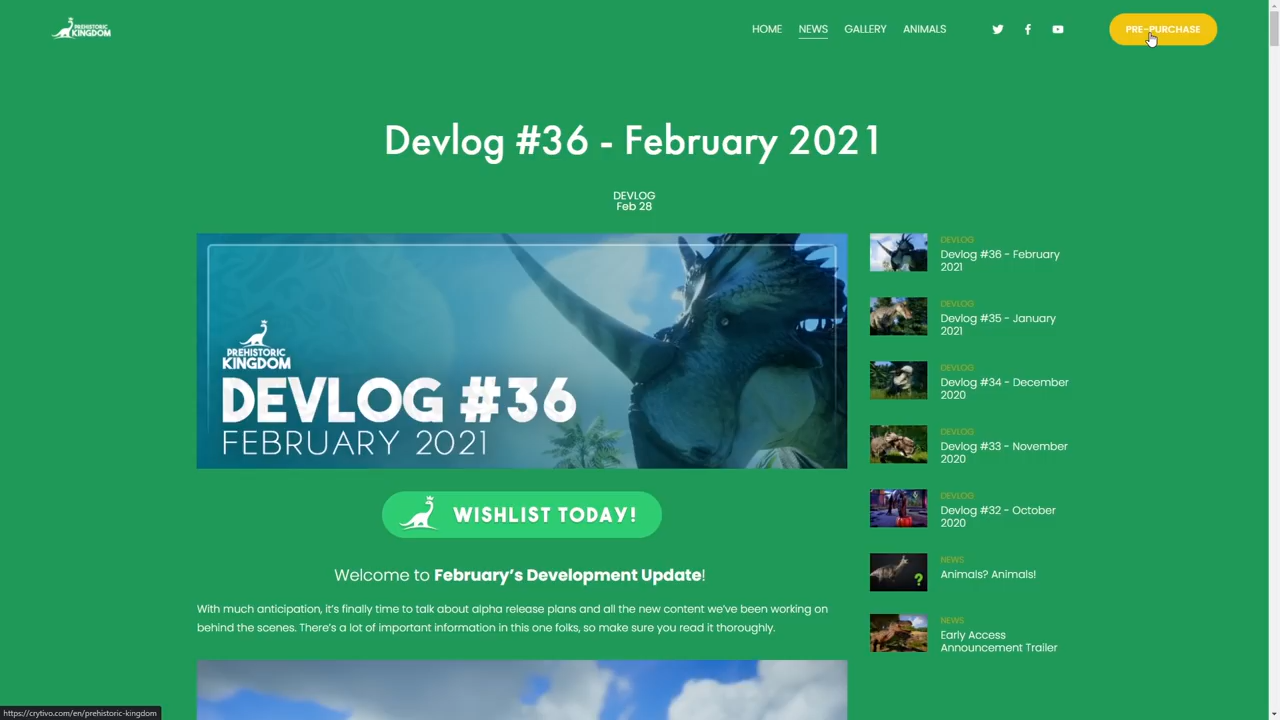 PREHISTORIC
KINGDOM
HOME NEWS GALLERY ANIMALS
PRE-PURCHASE
Devlog #36 - February 2021
DEVLOG
Feb 28
PREHISTORIC
KINGDOM
DEVLOG #36
FEBRUARY 2021
WISHLIST TODAY!
Welcome to February's Development Update!
With much anticipation, it's finally time to talk about alpha release plans and all the new content we've been working on
behind the scenes. There's a lot of important information in this one folks, so make sure you read it thoroughly.
DEVLOG
Devlog #36 - February
2021
DEVLOG
Devlog #35 - January
2021
DEVLOG
Devlog #34 - December
2020
DEVLOG
Devlog #33 - November
2020
DEVLOG
Devlog #32 - October
2020
NEWS
Animals? Animals!
?
NEWS
Early Access
Announcement Trailer
https://crytivo.com/en/prehistoric-kingdom